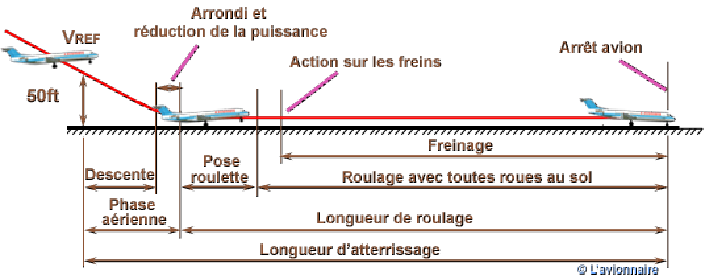 Arrondi et
réduction de la puissance
VREF
Action sur les freins
Arrêt avion
50ft
Freinage
Descente
Pose
roulette
Roulage avec toutes roues au sol
Phase
aérienne
Longueur de roulage
Longueur d'atterrissage
© L'avionnaire